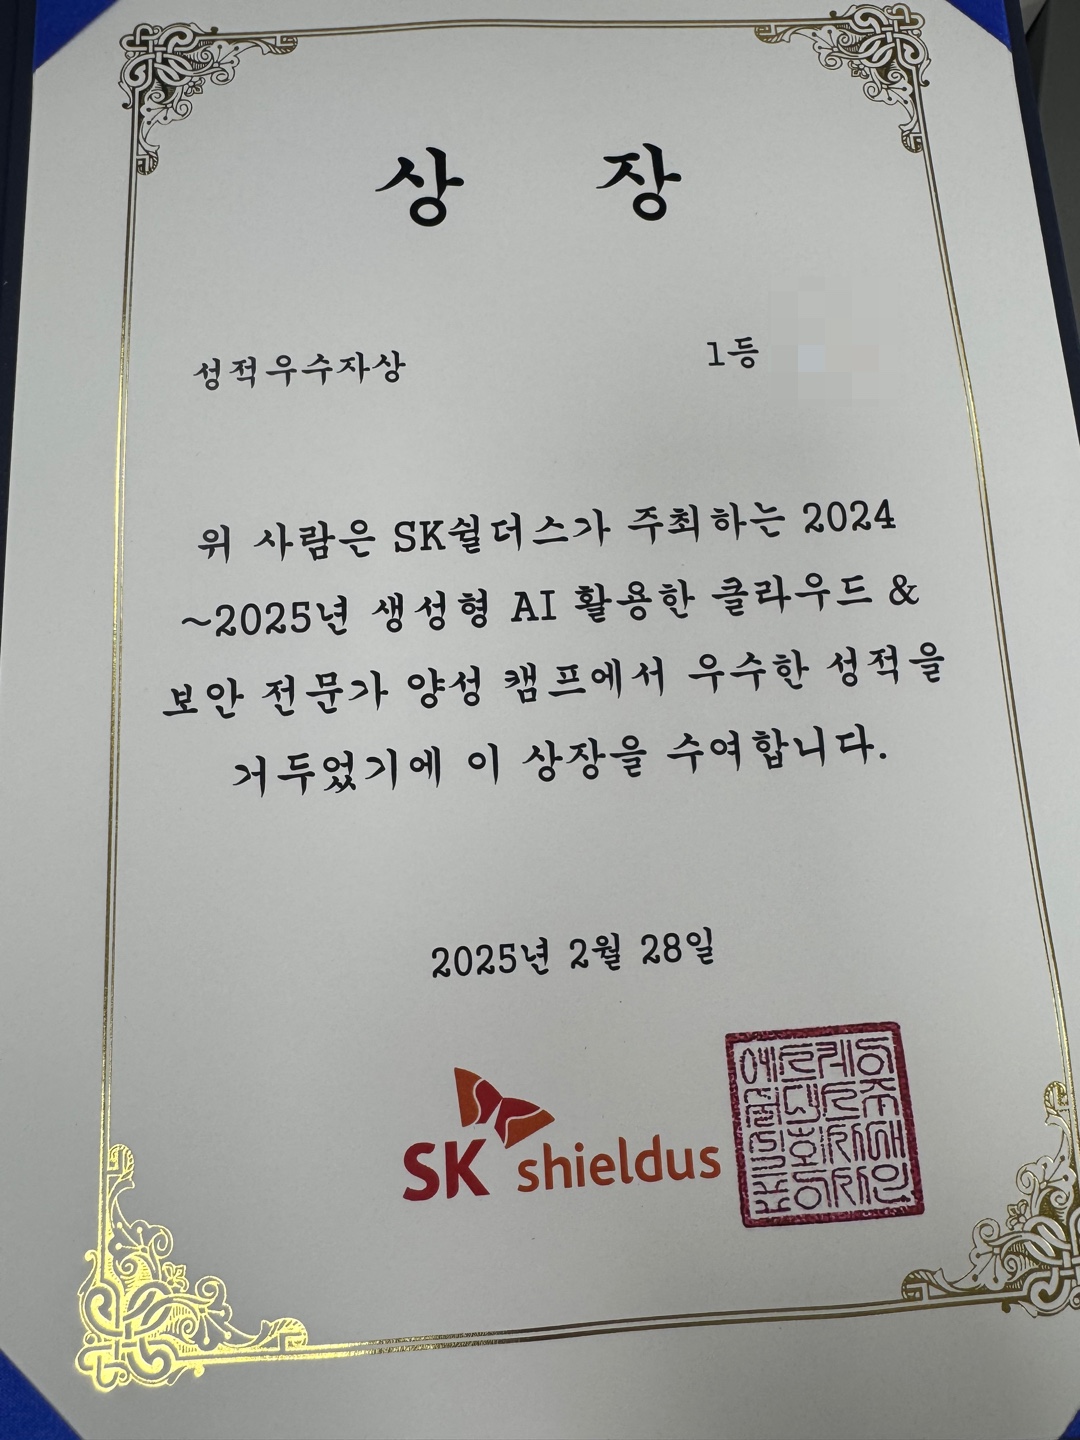 상 장
성적우수자상 1등
위 사람은 SK쉴더스가 주최하는 2024
~2025년 생성형 AI 활용한 클라우드 &
보안 전문가 양성 캠프에서 우수한 성적을
거두었기에 이 상장을 수여합니다.
2025년 2월 28일
SK shieldus